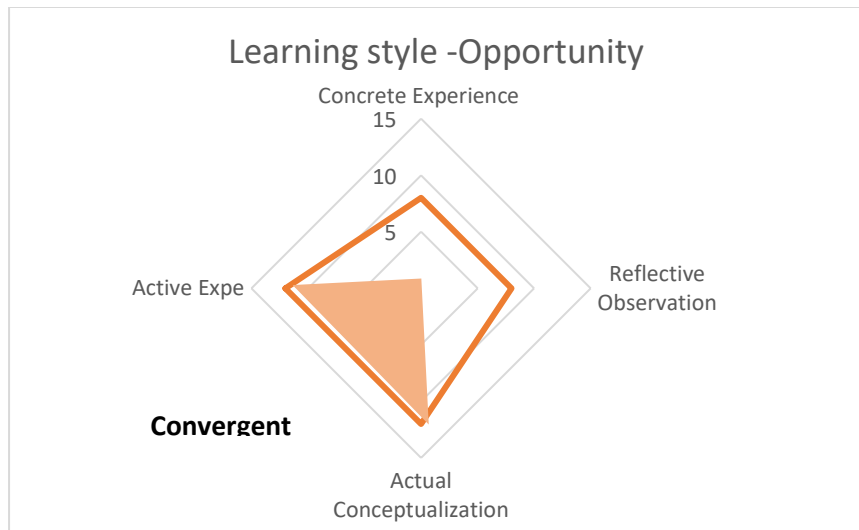 Learning style -Opportunity
Concrete Experience
15
10
5
Active Expe
Reflective
Observation
Convergent
Actual
Conceptualization